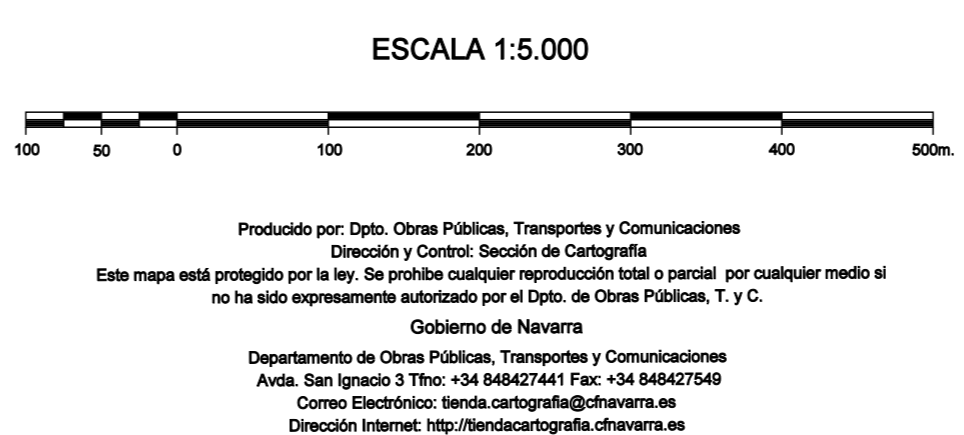 ESCALA 1:5.000
100 50 0 100 200 300 400 500m.
Producido por: Dpto. Obras Públicas, Transportes y Comunicaciones
Dirección y Control: Sección de Cartografía
Este mapa está protegido por la ley. Se prohibe cualquier reproducción total o parcial por cualquier medio si
no ha sido expresamente autorizado por el Dpto. de Obras Públicas, T. y C.
Gobierno de Navarra
Departamento de Obras Públicas, Transportes y Comunicaciones
Avda. San Ignacio 3 Tfno: +34 848427441 Fax: +34 848427549
Correo Electrónico: tienda.cartografia@cfnavarra.es
Dirección Internet: http://tiendacartografia.cfnavarra.es